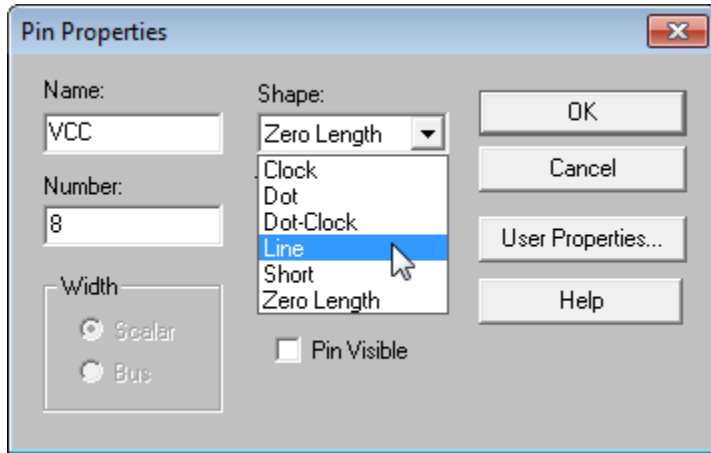 Pin Properties
Name:
VCC
Shape:
Zero Length
Clock
Dot
Dot-Clock
Line
Short
Zero Length
Number:
8
Width
Scalar
Bus
Pin Visible
OK
Cancel
User Properties...
Help